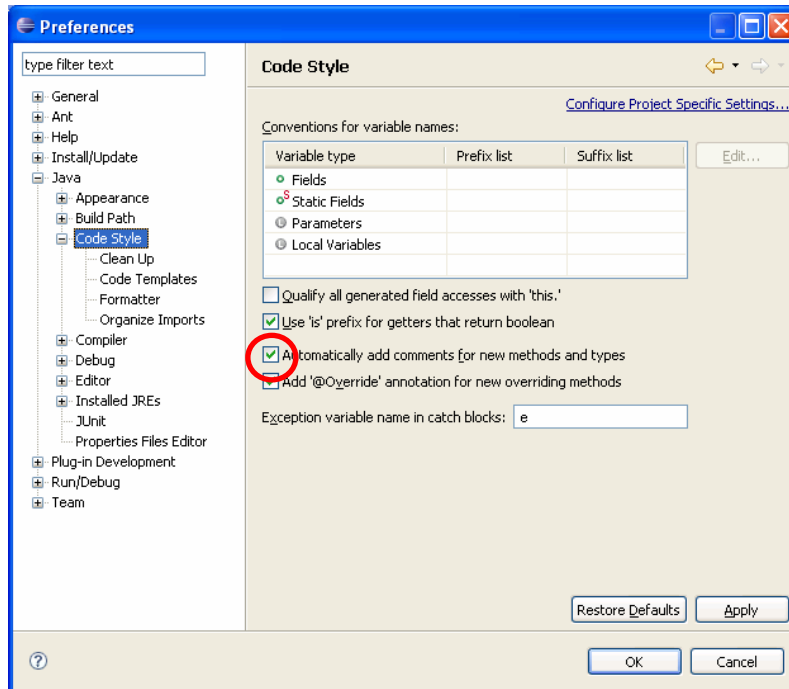 Preferences
type filter text
General
Ant
Help
Install/Update
Java
Appearance
Build Path
Code Style
Clean Up
Code Templates
Formatter
Organize Imports
Compiler
Debug
Editor
Installed JREs
JUnit
Properties Files Editor
Plug-in Development
Run/Debug
Team
Code Style
Configure Project Specific Settings...
Conventions for variable names:
Variable type Prefix list Suffix list
Edit...
Fields
S Static Fields
Parameters
Local Variables
Qualify all generated field accesses with 'this.'
Use 'is' prefix for getters that return boolean
Automatically add comments for new methods and types
Add '@Override' annotation for new overriding methods
Exception variable name in catch blocks: e
Restore Defaults Apply
? OK Cancel